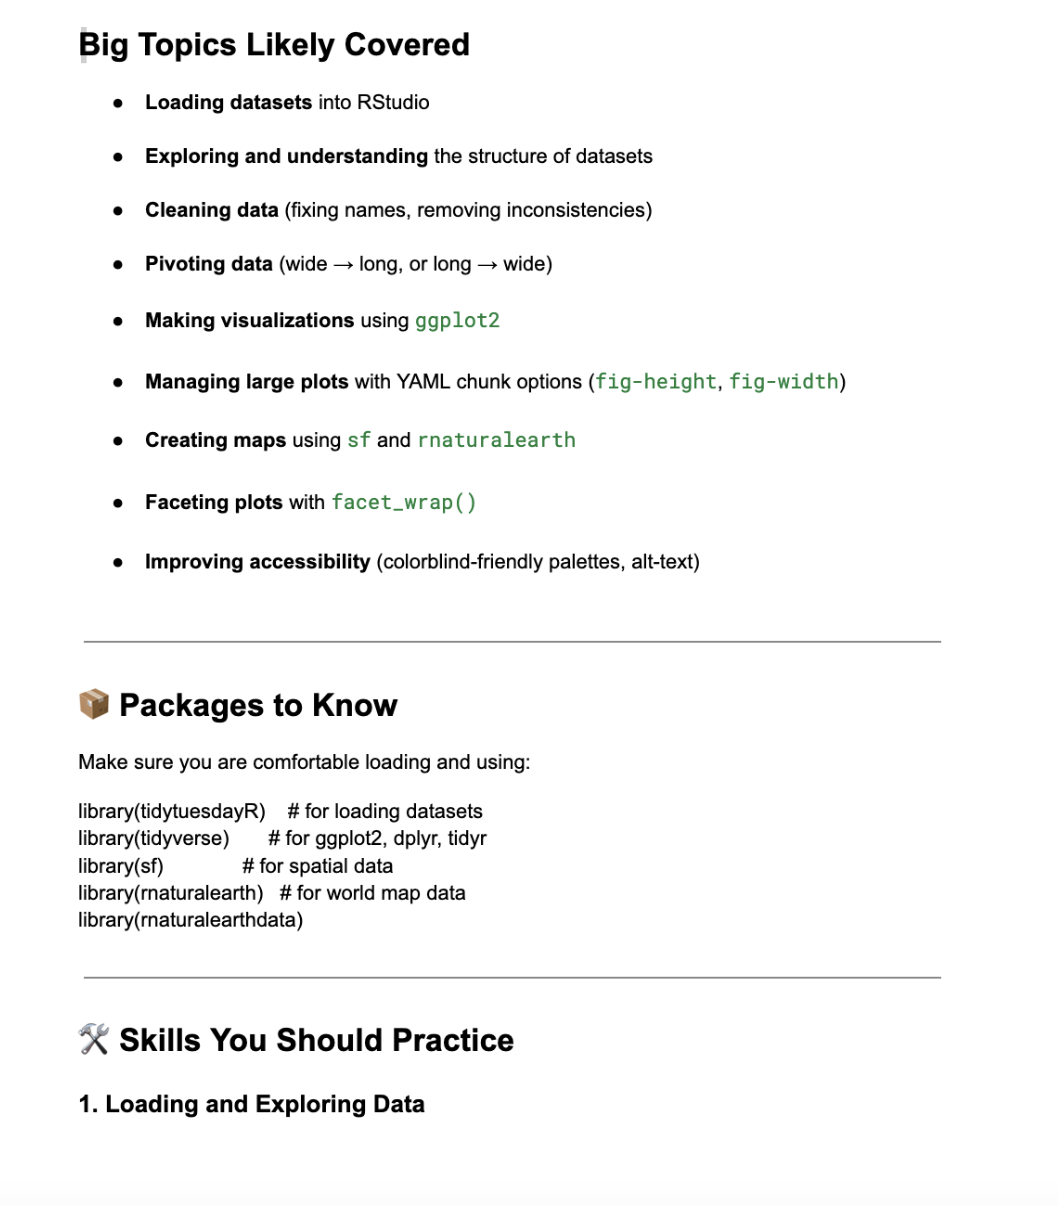 Big Topics Likely Covered
● Loading datasets into RStudio
● Exploring and understanding the structure of datasets
● Cleaning data (fixing names, removing inconsistencies)
● Pivoting data (wide → long, or long → wide)
● Making visualizations using ggplot2
● Managing large plots with YAML chunk options (fig-height, fig-width)
● Creating maps using sf and rnaturalearth
● Faceting plots with facet_wrap()
● Improving accessibility (colorblind-friendly palettes, alt-text)
📦 Packages to Know
Make sure you are comfortable loading and using:
library(tidytuesdayR) # for loading datasets
library(tidyverse) # for ggplot2, dplyr, tidyr
library(sf) # for spatial data
library(rnaturalearth) # for world map data
library(rnaturalearthdata)
🛠 Skills You Should Practice
1. Loading and Exploring Data